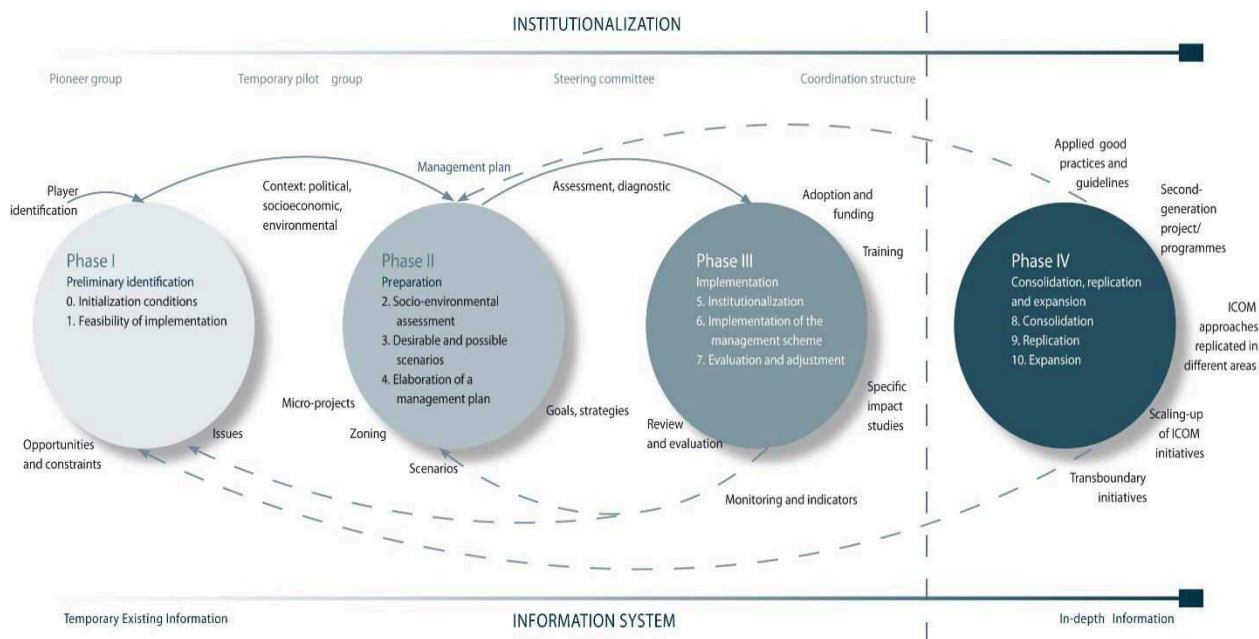 INSTITUTIONALIZATION
Pioneer group
Temporary pilot group
Steering committee
Coordination structure
Player
identification
Context: political,
socioeconomic,
environmental
Management plan
Assessment, diagnostic
Adoption and
funding
Training
Applied good
practices and
guidelines
Second-
generation
project/
programmes
Phase I
Preliminary identification
0. Initialization conditions
1. Feasibility of implementation
Phase II
Preparation
2. Socio-environmental
assessment
3. Desirable and possible
scenarios
4. Elaboration of a
management plan
Phase III
Implementation
5. Institutionalization
6. Implementation of the
management scheme
7. Evaluation and adjustment
Phase IV
Consolidation, replication
and expansion
8. Consolidation
9. Replication
10. Expansion
ICOM
approaches
replicated in
different areas
Opportunities
and constraints
Issues
Micro-projects
Zoning
Scenarios
Goals, strategies
Review
and evaluation
Specific
impact
studies
Monitoring and indicators
Scaling-up
of ICOM
initiatives
Transboundary
initiatives
Temporary Existing Information
INFORMATION SYSTEM
In-depth Information